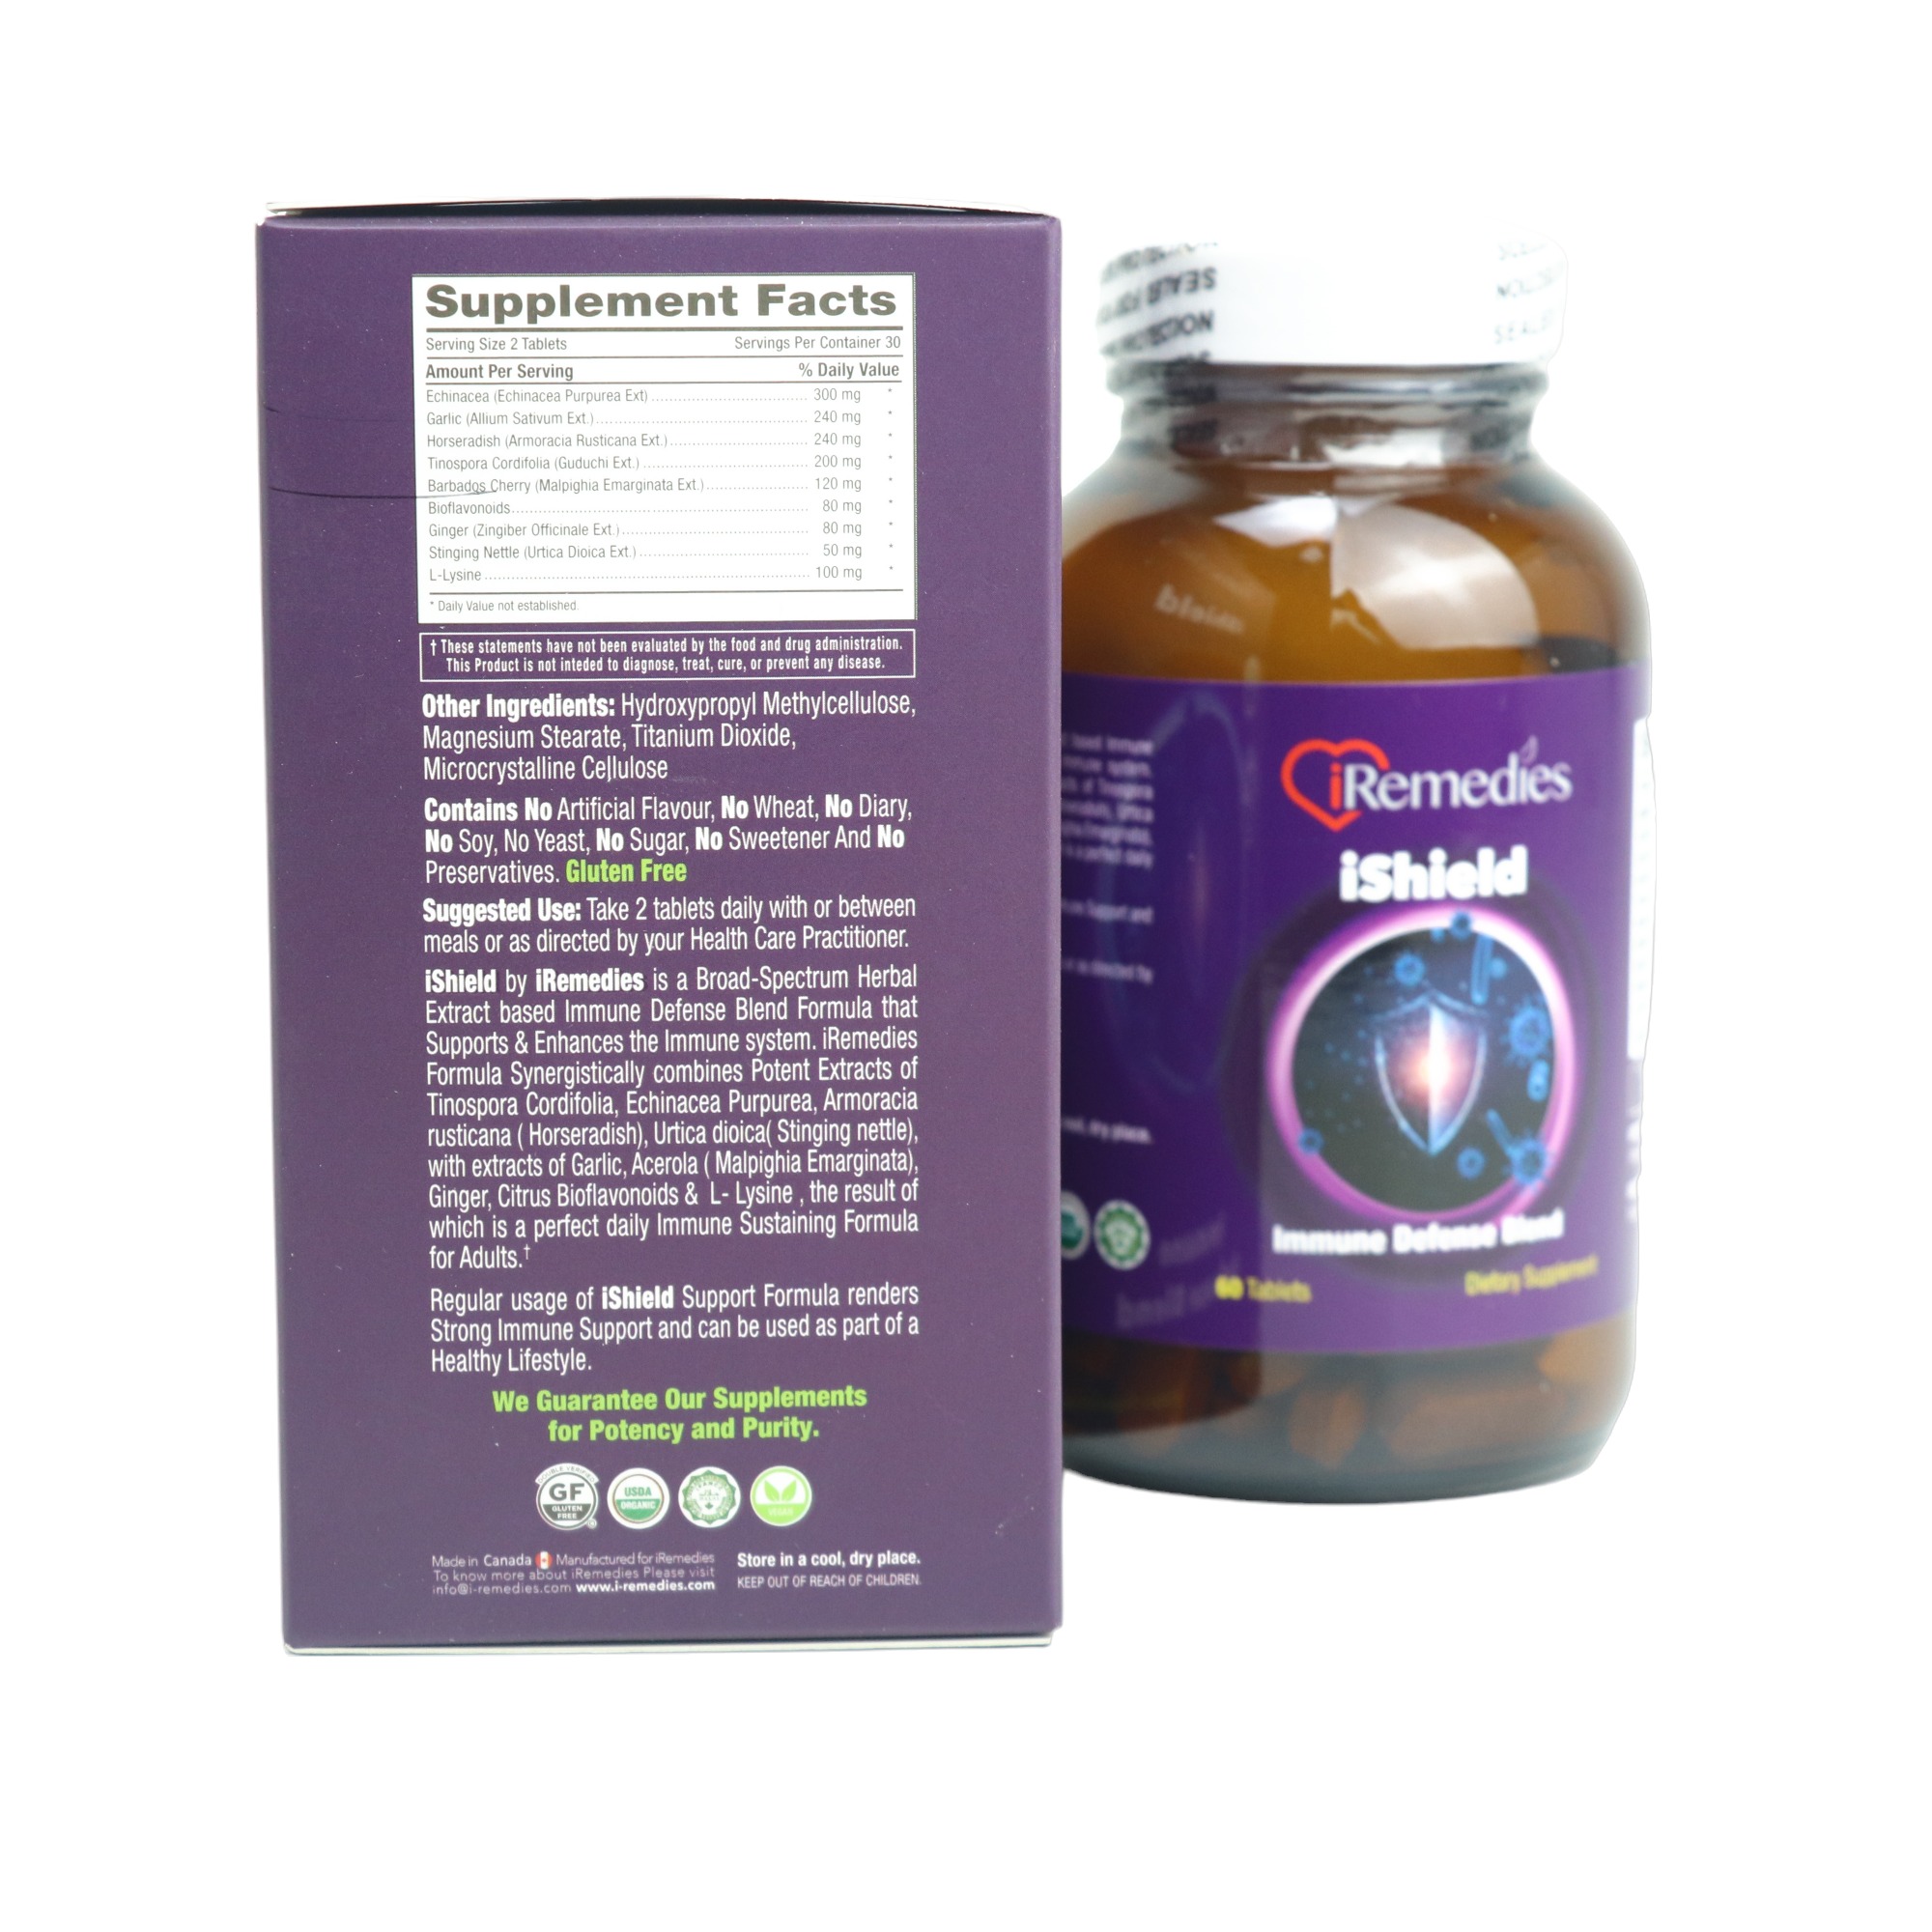 Supplement Facts
Serving Size 2 Tablets Servings Per Container 30
Amount Per Serving % Daily Value
Echinacea (Echinacea Purpurea Ext) 300 mg *
Garlic (Allium Sativum Ext.) 240 mg *
Horseradish (Armoracia Rusticana Ext.) 240 mg *
Tinospora Cordifolia (Guduchi Ext.) 200 mg *
Barbados Cherry (Malpighia Emarginata Ext.) 120 mg *
Bioflavonoids 80 mg *
Ginger (Zingiber Officinale Ext.) 80 mg *
Stinging Nettle (Urtica Dioica Ext.) 50 mg *
L-Lysine 100 mg *
* Daily Value not established.
† These statements have not been evaluated by the food and drug administration.
This Product is not inteded to diagnose, treat, cure, or prevent any disease.
Other Ingredients: Hydroxypropyl Methylcellulose,
Magnesium Stearate, Titanium Dioxide,
Microcrystalline Cellulose
Contains No Artificial Flavour, No Wheat, No Diary,
No Soy, No Yeast, No Sugar, No Sweetener And No
Preservatives. Gluten Free
Suggested Use: Take 2 tablets daily with or between
meals or as directed by your Health Care Practitioner.
iShield by iRemedies is a Broad-Spectrum Herbal
Extract based Immune Defense Blend Formula that
Supports & Enhances the Immune system. iRemedies
Formula Synergistically combines Potent Extracts of
Tinospora Cordifolia, Echinacea Purpurea, Armoracia
rusticana ( Horseradish), Urtica dioica( Stinging nettle),
with extracts of Garlic, Acerola ( Malpighia Emarginata),
Ginger, Citrus Bioflavonoids & L- Lysine , the result of
which is a perfect daily Immune Sustaining Formula
for Adults.†
Regular usage of iShield Support Formula renders
Strong Immune Support and can be used as part of a
Healthy Lifestyle.
We Guarantee Our Supplements
for Potency and Purity.
DOUBLE VERIFIED
GF
GLUTEN
FREE
USDA
ORGANIC
VEGAN
Made in Canada Manufactured for iRemedies
To know more about iRemedies Please visit
info@i-remedies.com www.i-remedies.com
Store in a cool, dry place.
KEEP OUT OF REACH OF CHILDREN.
iRemedies
iShield
Immune Defense Blend
60 Tablets Dietary Supplement